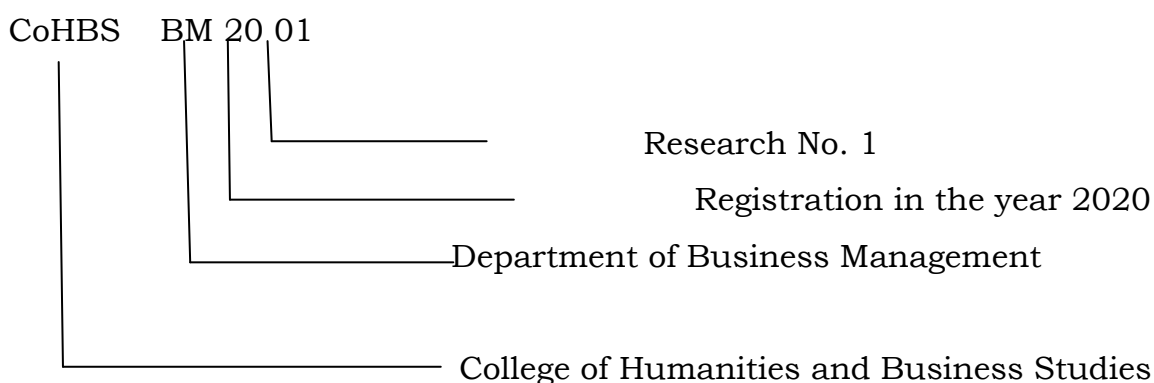 CoHBS BM 20 01
Research No. 1
Registration in the year 2020
Department of Business Management
College of Humanities and Business Studies